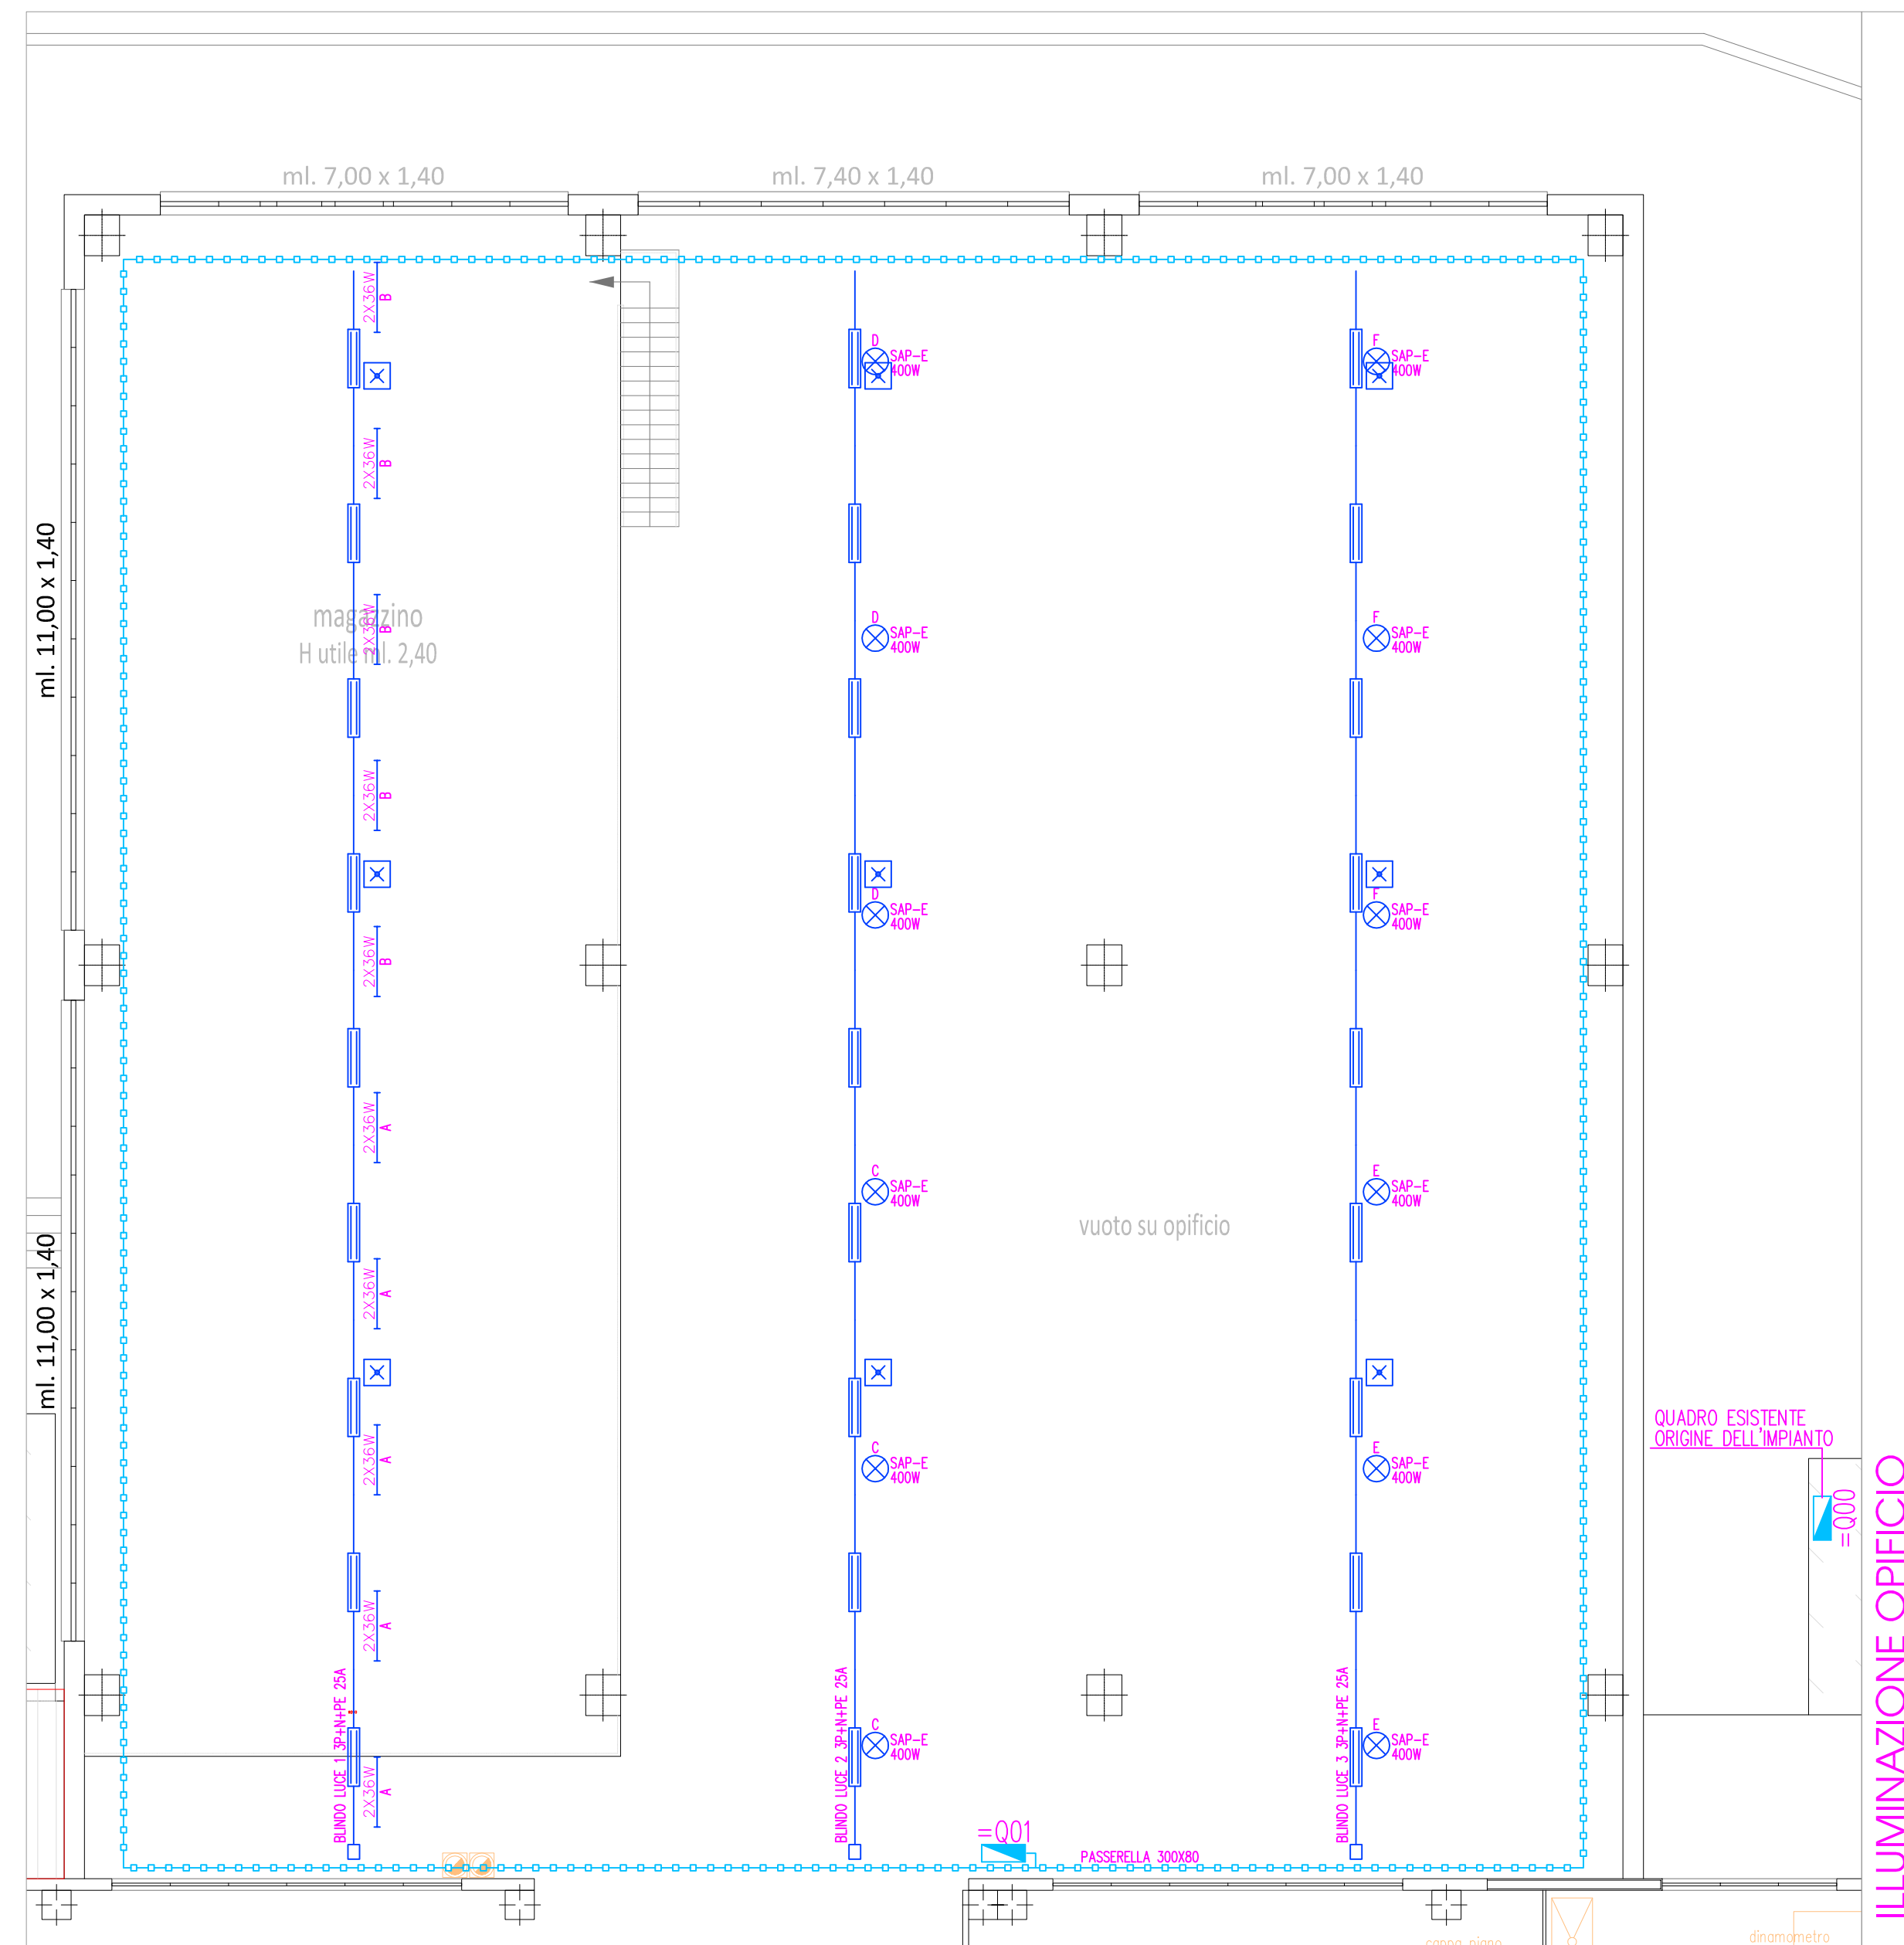 ml. 7,00 x 1,40
ml. 7,40 x 1,40
ml. 7,00 x 1,40
ml. 11,00 x 1,40
ml. 11,00 x 1,40
magazzino
H utile ml. 2,40
2X36W
B
2X36W
B
2X36W
B
2X36W
B
2X36W
B
2X36W
A
2X36W
A
2X36W
A
2X36W
A
2X36W
A
BLINDO LUCE 1 3P+N+PE 25A
D
SAP-E
400W
D
SAP-E
400W
D
SAP-E
400W
C
SAP-E
400W
C
SAP-E
400W
C
SAP-E
400W
BLINDO LUCE 2 3P+N+PE 25A
vuoto su opificio
F
SAP-E
400W
F
SAP-E
400W
F
SAP-E
400W
E
SAP-E
400W
E
SAP-E
400W
E
SAP-E
400W
BLINDO LUCE 3 3P+N+PE 25A
=Q01
PASSERELLA 300X80
QUADRO ESISTENTE
ORIGINE DELL'IMPIANTO
=Q00
ILLUMINAZIONE OPIFICIO
cappa piano
dinamometro